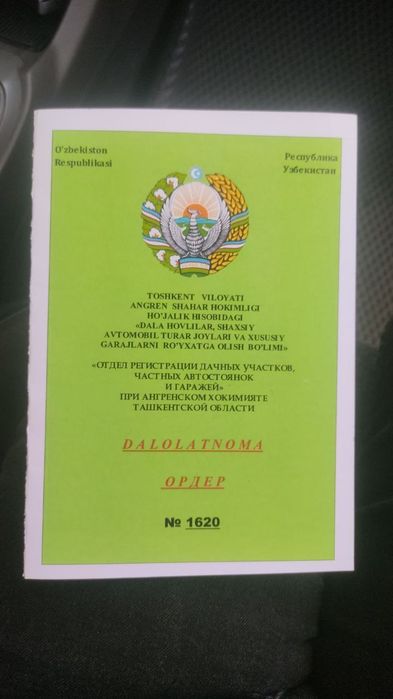 O'zbekiston
Respublikasi
Республика
Узбекистан
TOSHKENT VILOYATI
ANGREN SHAHAR HOKIMLIGI
HO'JALIK HISOBIDAGI
«DALA HOVLILAR, SHAXSIY
AVTOMOBIL TURAR JOYLARI VA XUSUSIY
GARAJLARNI RO'YXATGA OLISH BO'LIMI»
«ОТДЕЛ РЕГИСТРАЦИИ ДАЧНЫХ УЧАСТКОВ,
ЧАСТНЫХ АВТОСТОЯНОК
И ГАРАЖЕЙ»
ПРИ АНГРЕНСКОМ ХОКИМИЯТЕ
ТАШКЕНТСКОЙ ОБЛАСТИ
DALOLATNOMA
ОРДЕР
№ 1620